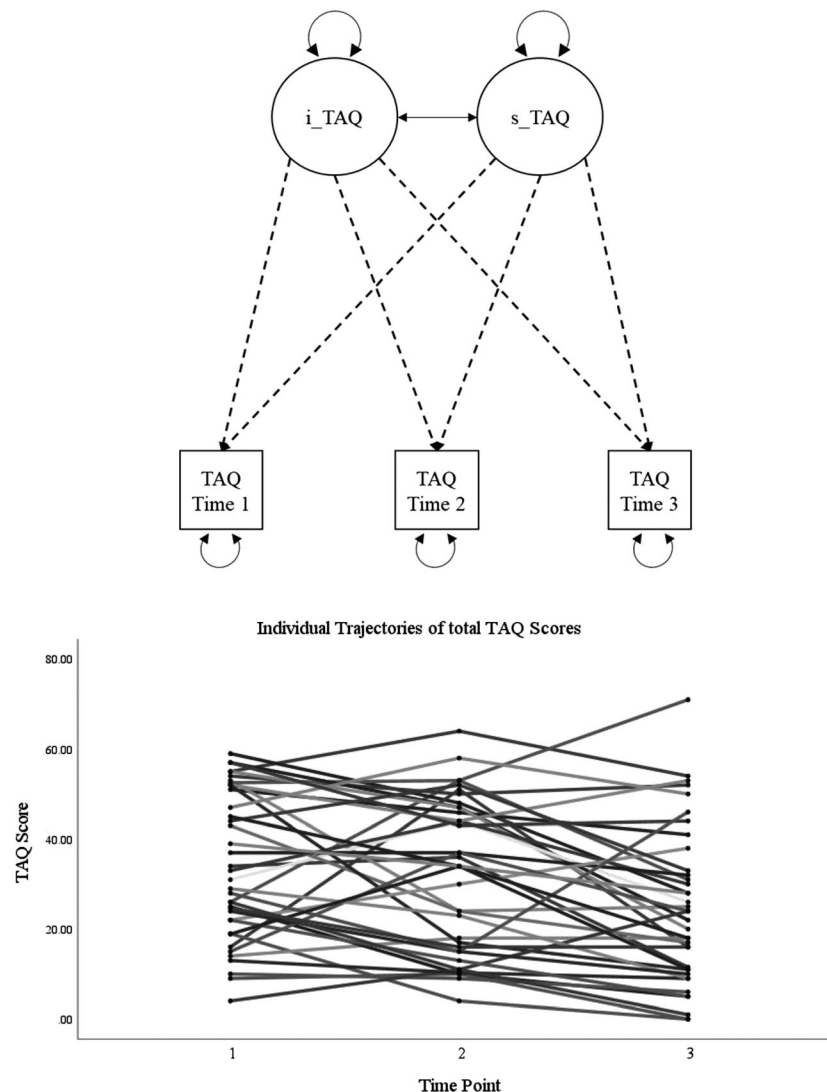 i_TAQ
s_TAQ
TAQ
Time 1
TAQ
Time 2
TAQ
Time 3
Individual Trajectories of total TAQ Scores
80.00
60.00
40.00
20.00
.00
TAQ Score
1
2
3
Time Point